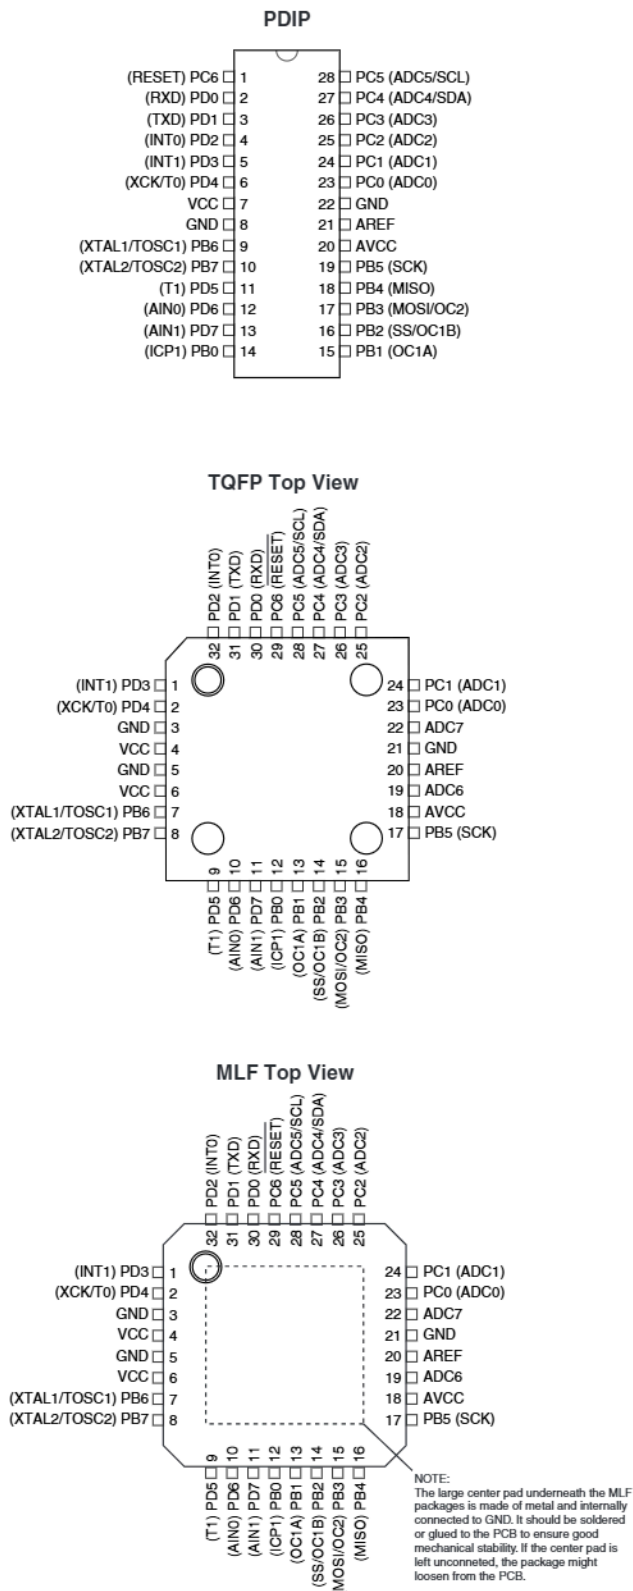 PDIP
(RESET) PC6 1
(RXD) PD0 2
(TXD) PD1 3
(INT0) PD2 4
(INT1) PD3 5
(XCK/T0) PD4 6
VCC 7
GND 8
(XTAL1/TOSC1) PB6 9
(XTAL2/TOSC2) PB7 10
(T1) PD5 11
(AIN0) PD6 12
(AIN1) PD7 13
(ICP1) PB0 14
28 PC5 (ADC5/SCL)
27 PC4 (ADC4/SDA)
26 PC3 (ADC3)
25 PC2 (ADC2)
24 PC1 (ADC1)
23 PC0 (ADC0)
22 GND
21 AREF
20 AVCC
19 PB5 (SCK)
18 PB4 (MISO)
17 PB3 (MOSI/OC2)
16 PB2 (SS/OC1B)
15 PB1 (OC1A)
TQFP Top View
32 PD2 (INT0)
31 PD1 (TXD)
30 PD0 (RXD)
29 PC6 (RESET)
28 PC5 (ADC5/SCL)
27 PC4 (ADC4/SDA)
26 PC3 (ADC3)
25 PC2 (ADC2)
(INT1) PD3 1
(XCK/T0) PD4 2
GND 3
VCC 4
GND 5
VCC 6
(XTAL1/TOSC1) PB6 7
(XTAL2/TOSC2) PB7 8
24 PC1 (ADC1)
23 PC0 (ADC0)
22 ADC7
21 GND
20 AREF
19 ADC6
18 AVCC
17 PB5 (SCK)
(T1) PD5 9
(AIN0) PD6 10
(AIN1) PD7 11
(ICP1) PB0 12
(OC1A) PB1 13
(SS/OC1B) PB2 14
(MOSI/OC2) PB3 15
(MISO) PB4 16
MLF Top View
32 PD2 (INT0)
31 PD1 (TXD)
30 PD0 (RXD)
29 PC6 (RESET)
28 PC5 (ADC5/SCL)
27 PC4 (ADC4/SDA)
26 PC3 (ADC3)
25 PC2 (ADC2)
(INT1) PD3 1
(XCK/T0) PD4 2
GND 3
VCC 4
GND 5
VCC 6
(XTAL1/TOSC1) PB6 7
(XTAL2/TOSC2) PB7 8
24 PC1 (ADC1)
23 PC0 (ADC0)
22 ADC7
21 GND
20 AREF
19 ADC6
18 AVCC
17 PB5 (SCK)
(T1) PD5 9
(AIN0) PD6 10
(AIN1) PD7 11
(ICP1) PB0 12
(OC1A) PB1 13
(SS/OC1B) PB2 14
MOSI/OC2) PB3 15
(MISO) PB4 16
NOTE:
The large center pad underneath the MLF
packages is made of metal and internally
connected to GND. It should be soldered
or glued to the PCB to ensure good
mechanical stability. If the center pad is
left unconneted, the package might
loosen from the PCB.